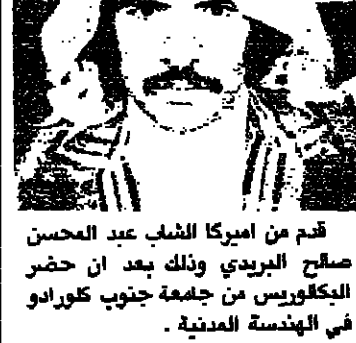 قدم من اميركا الشاب عبد المحسن
صالح البريدي وذلك بعد ان حضر
البكالوريس من جامعة جنوب كلورادو
في الهندسة المدنية .